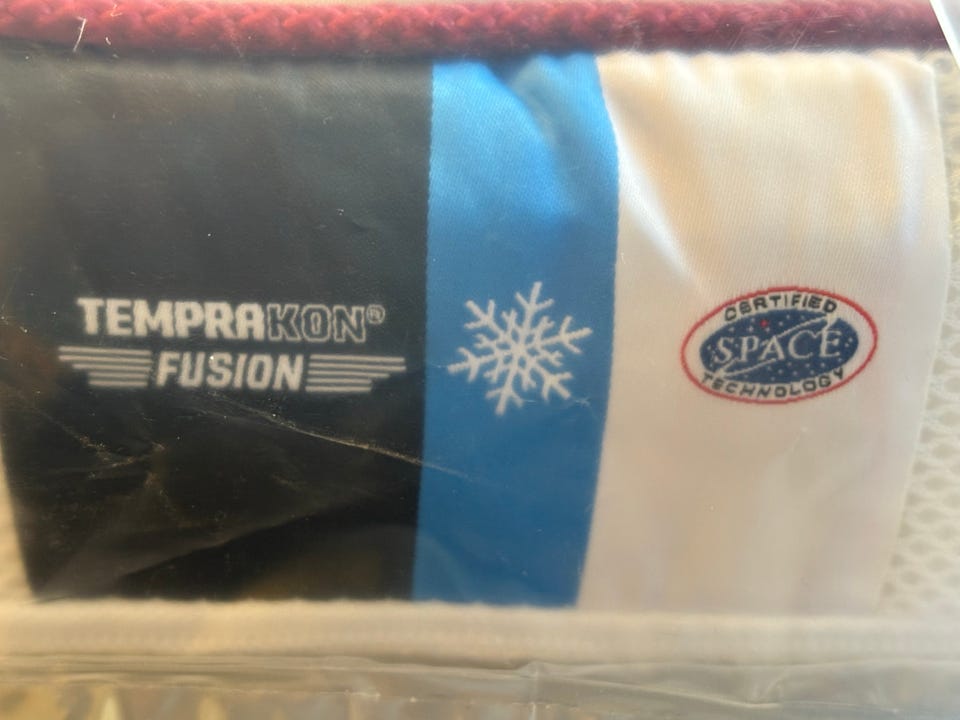 TEMPRAKON®
FUSION
CERTIFIED
SPACE
TECHNOLOGY